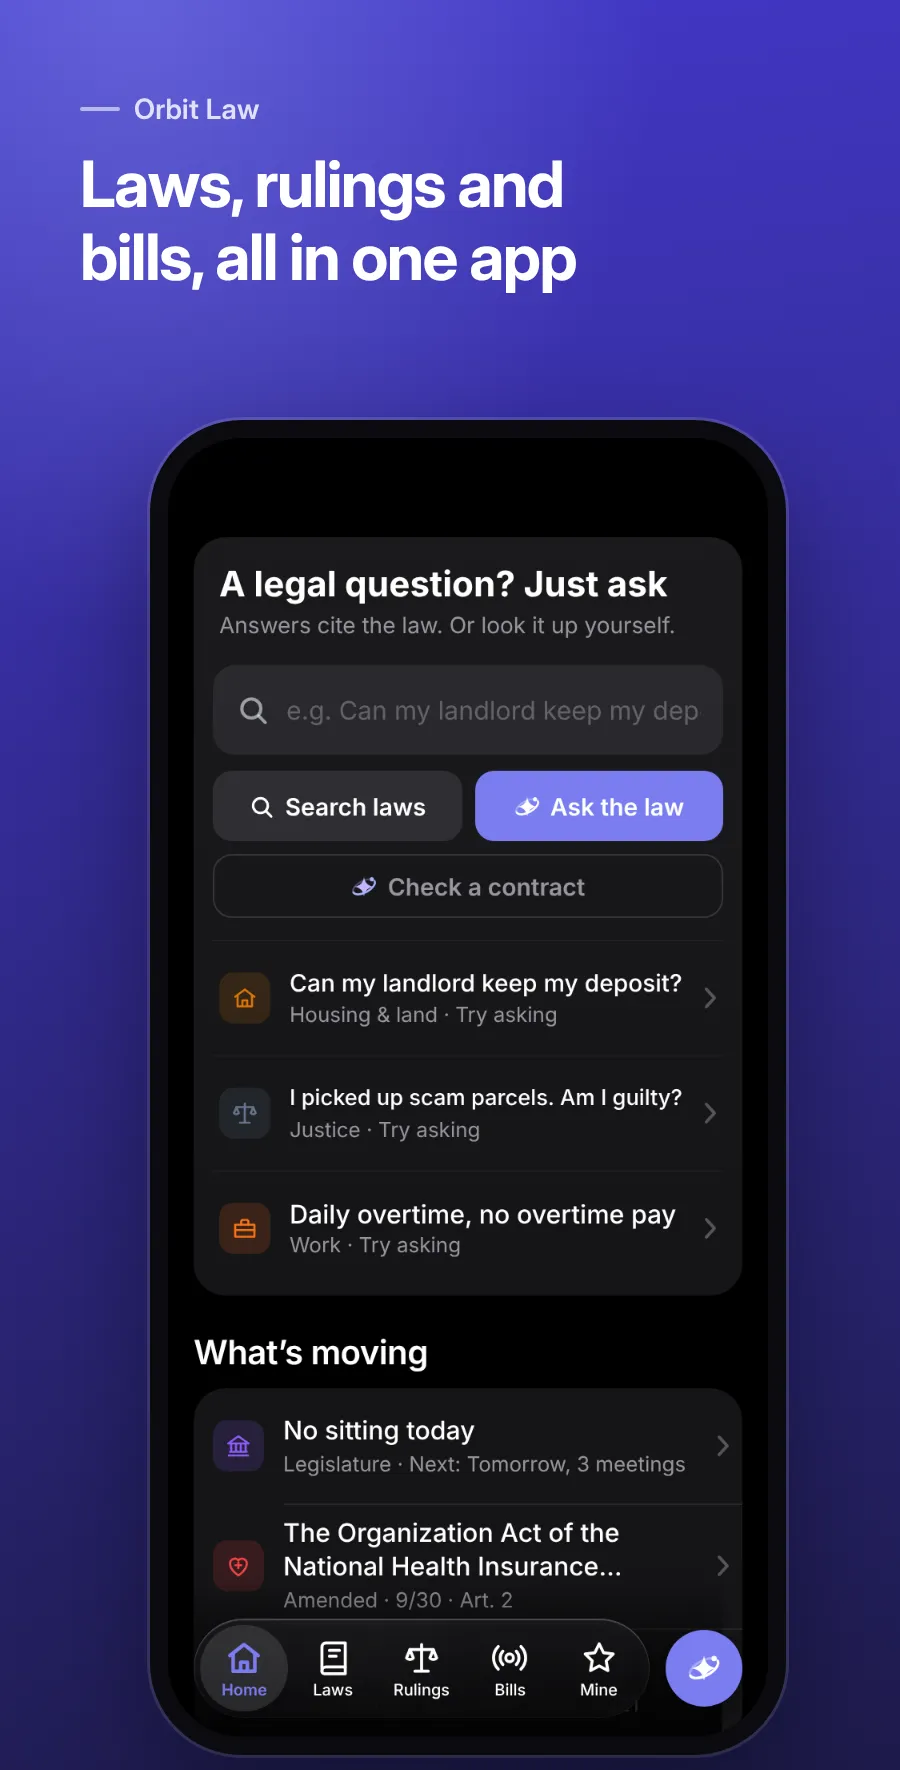 Orbit Law
Laws, rulings and
bills, all in one app
A legal question? Just ask
Answers cite the law. Or look it up yourself.
e.g. Can my landlord keep my dep
Search laws
Ask the law
Check a contract
Can my landlord keep my deposit?
Housing & land · Try asking
I picked up scam parcels. Am I guilty?
Justice · Try asking
Daily overtime, no overtime pay
Work · Try asking
What’s moving
No sitting today
Legislature · Next: Tomorrow, 3 meetings
The Organization Act of the
National Health Insurance...
Amended · 9/30 · Art. 2
Home
Laws
Rulings
Bills
Mine